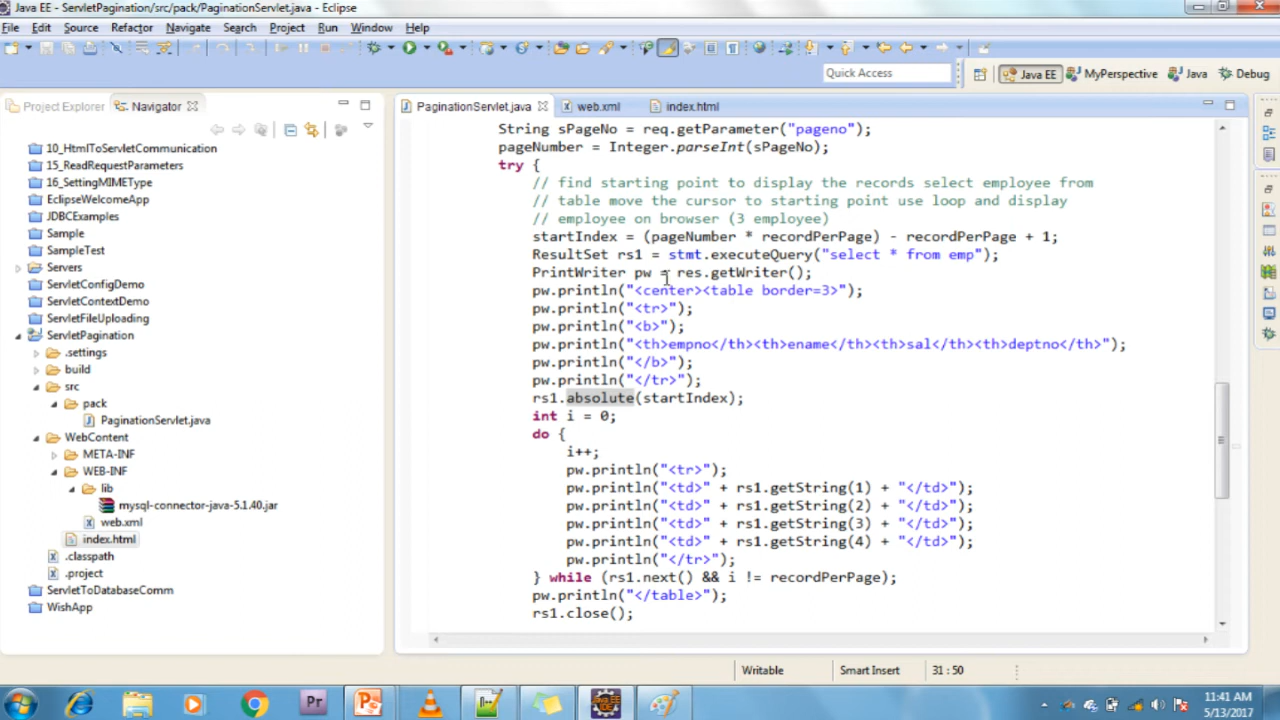 Java EE - ServletPagination/src/pack/PaginationServlet.java - Eclipse
File Edit Source Refactor Navigate Search Project Run Window Help
Quick Access
Java EE MyPerspective Java Debug
Project Explorer Navigator
PaginationServlet.java web.xml index.html
10_HtmlToServletCommunication
15_ReadRequestParameters
16_SettingMIMEType
EclipseWelcomeApp
JDBCExamples
Sample
SampleTest
Servers
ServletConfigDemo
ServletContextDemo
ServletFileUploading
ServletPagination
.settings
build
src
pack
PaginationServlet.java
WebContent
META-INF
WEB-INF
lib
mysql-connector-java-5.1.40.jar
web.xml
index.html
.classpath
.project
ServletToDatabaseComm
WishApp
String sPageNo = req.getParameter("pageno");
pageNumber = Integer.parseInt(sPageNo);
try {
// find starting point to display the records select employee from
// table move the cursor to starting point use loop and display
// employee on browser (3 employee)
startIndex = (pageNumber * recordPerPage) - recordPerPage + 1;
ResultSet rs1 = stmt.executeQuery("select * from emp");
PrintWriter pw = res.getWriter();
pw.println("<center><table border=3>");
pw.println("<tr>");
pw.println("<b>");
pw.println("<th>empno</th><th>ename</th><th>sal</th><th>deptno</th>");
pw.println("</b>");
pw.println("</tr>");
rs1.absolute(startIndex);
int i = 0;
do {
i++;
pw.println("<tr>");
pw.println("<td>" + rs1.getString(1) + "</td>");
pw.println("<td>" + rs1.getString(2) + "</td>");
pw.println("<td>" + rs1.getString(3) + "</td>");
pw.println("<td>" + rs1.getString(4) + "</td>");
pw.println("</tr>");
} while (rs1.next() && i != recordPerPage);
pw.println("</table>");
rs1.close();
Writable Smart Insert 31 : 50
Pr
11:41 AM
5/13/2017